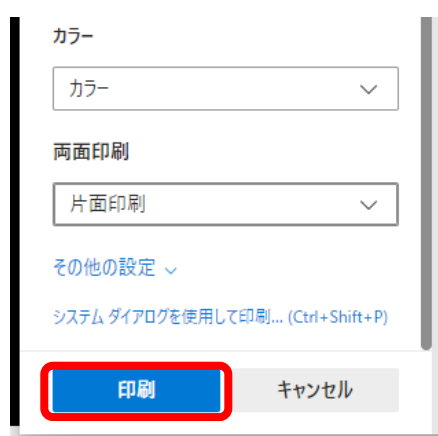 カラー
カラー
両面印刷
片面印刷
その他の設定
システム ダイアログを使用して印刷... (Ctrl+Shift+P)
印刷
キャンセル